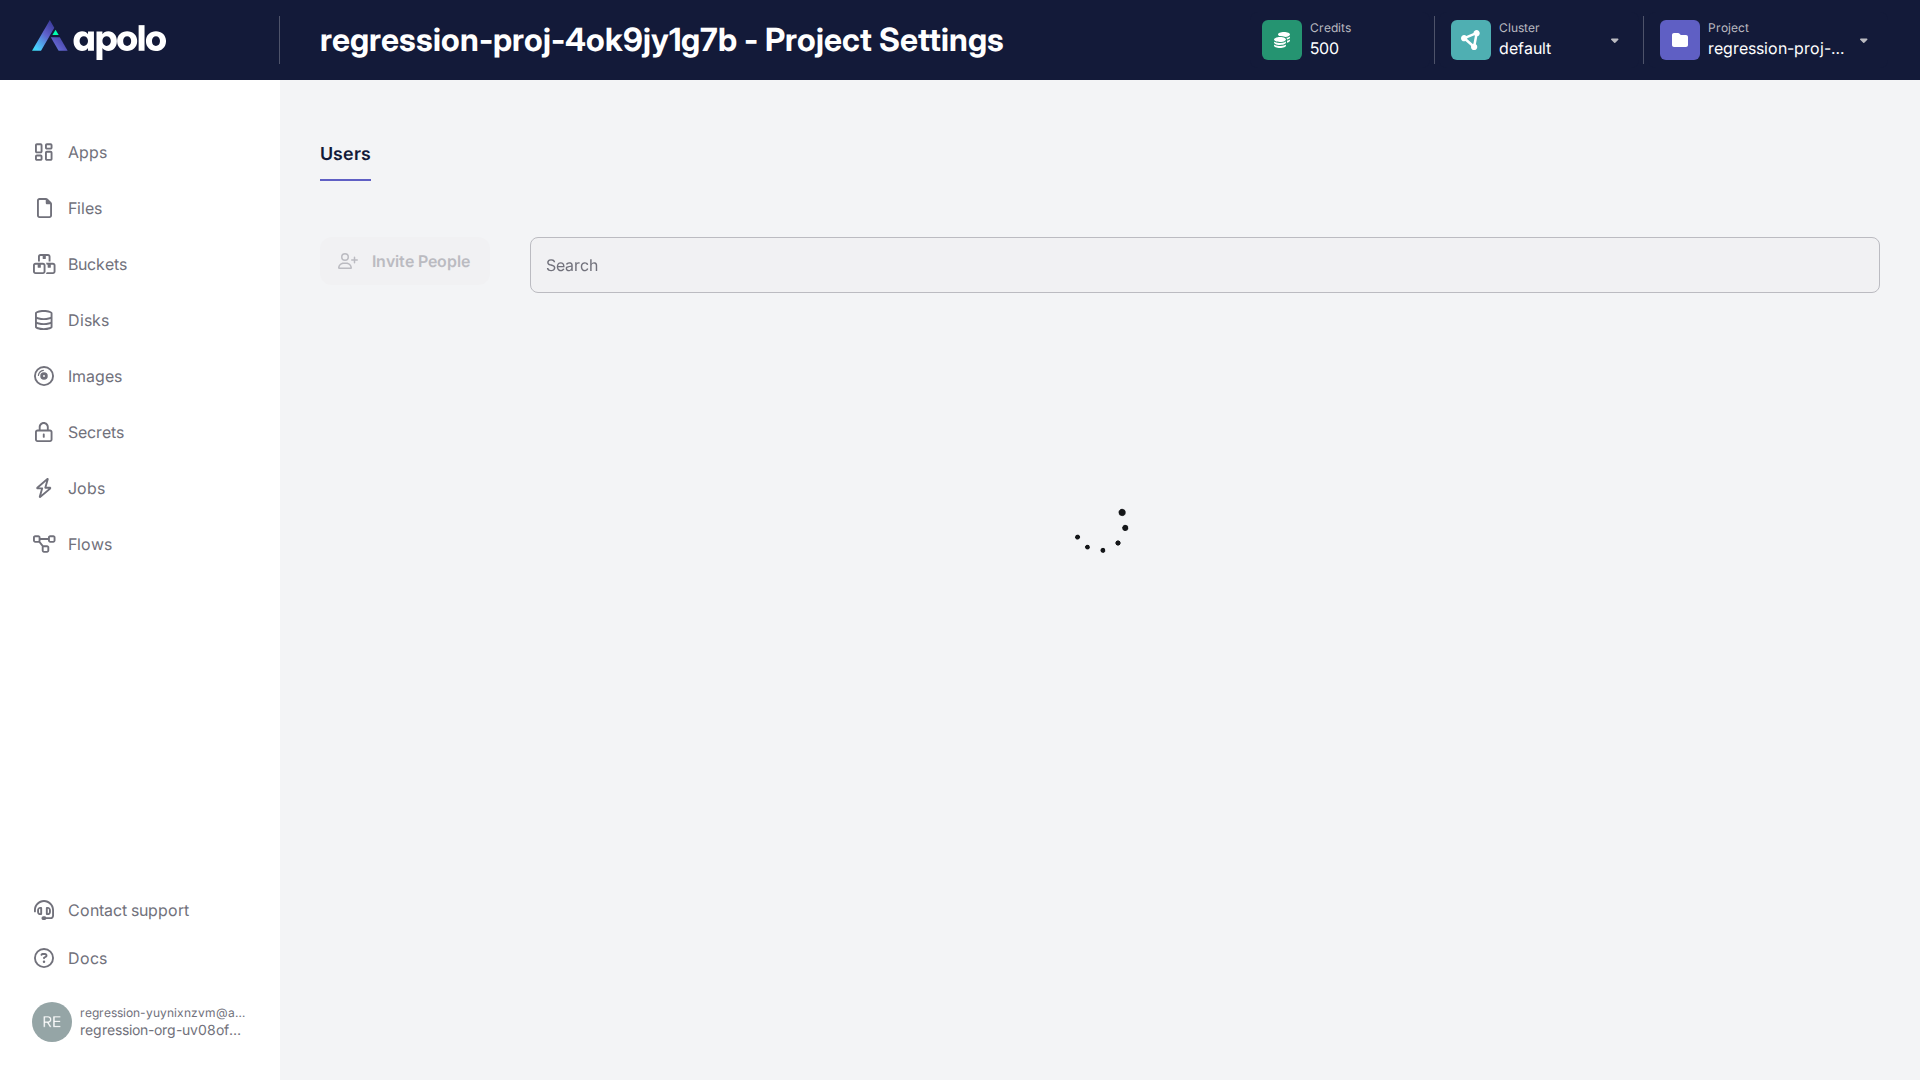 apolo
regression-proj-4ok9jy1g7b - Project Settings
Credits
500
Cluster
default
Project
regression-proj-...
Apps
Files
Buckets
Disks
Images
Secrets
Jobs
Flows
Users
Invite People
Search
Contact support
Docs
RE
regression-yuynixnzvm@a...
regression-org-uv08of...